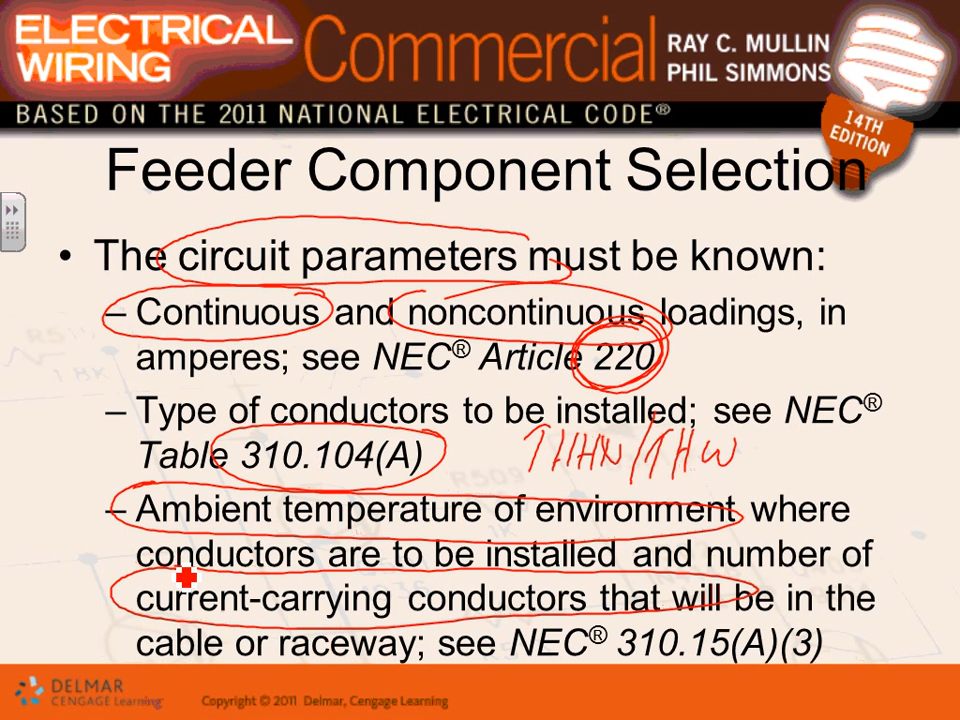 ELECTRICAL
WIRING
Commercial
RAY C. MULLIN
PHIL SIMMONS
BASED ON THE 2011 NATIONAL ELECTRICAL CODE®
14TH
EDITION
Feeder Component Selection
• The circuit parameters must be known:
– Continuous and noncontinuous loadings, in
amperes; see NEC® Article 220
– Type of conductors to be installed; see NEC®
Table 310.104(A)
THHN/THW
– Ambient temperature of environment where
conductors are to be installed and number of
current-carrying conductors that will be in the
cable or raceway; see NEC® 310.15(A)(3)
DELMAR
CENGAGE Learning
Copyright © 2011 Delmar, Cengage Learning